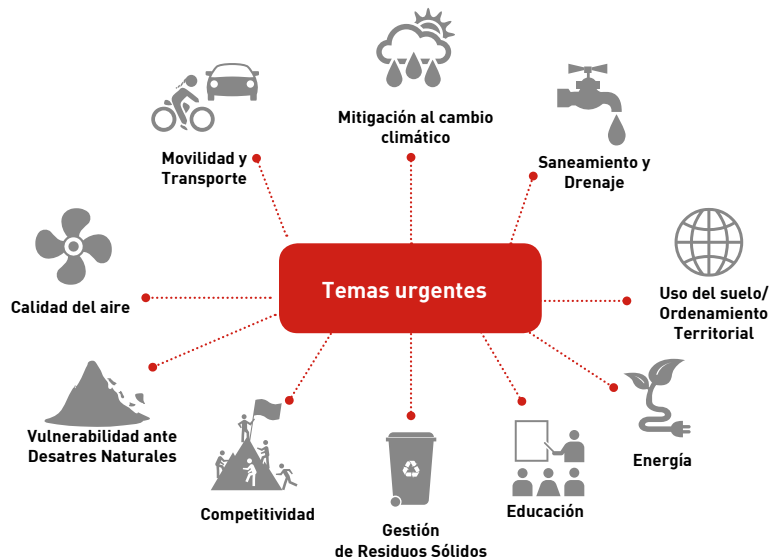 Mitigación al cambio
climático
Movilidad y
Transporte
Saneamiento y
Drenaje
Temas urgentes
Calidad del aire
Uso del suelo/
Ordenamiento
Territorial
Vulnerabilidad ante
Desatres Naturales
Energía
Competitividad
Educación
Gestión
de Residuos Sólidos